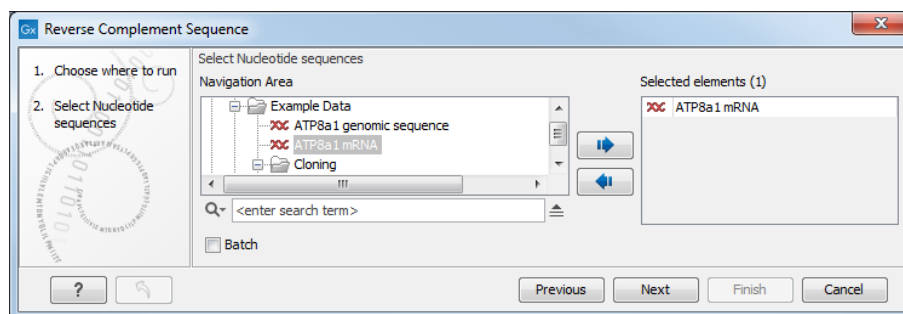 Gx Reverse Complement Sequence
1. Choose where to run
2. Select Nucleotide
sequences
Select Nucleotide sequences
Navigation Area
Example Data
ATP8a1 genomic sequence
ATP8a1 mRNA
Cloning
<enter search term>
Batch
Selected elements (1)
ATP8a1 mRNA
?
Previous
Next
Finish
Cancel